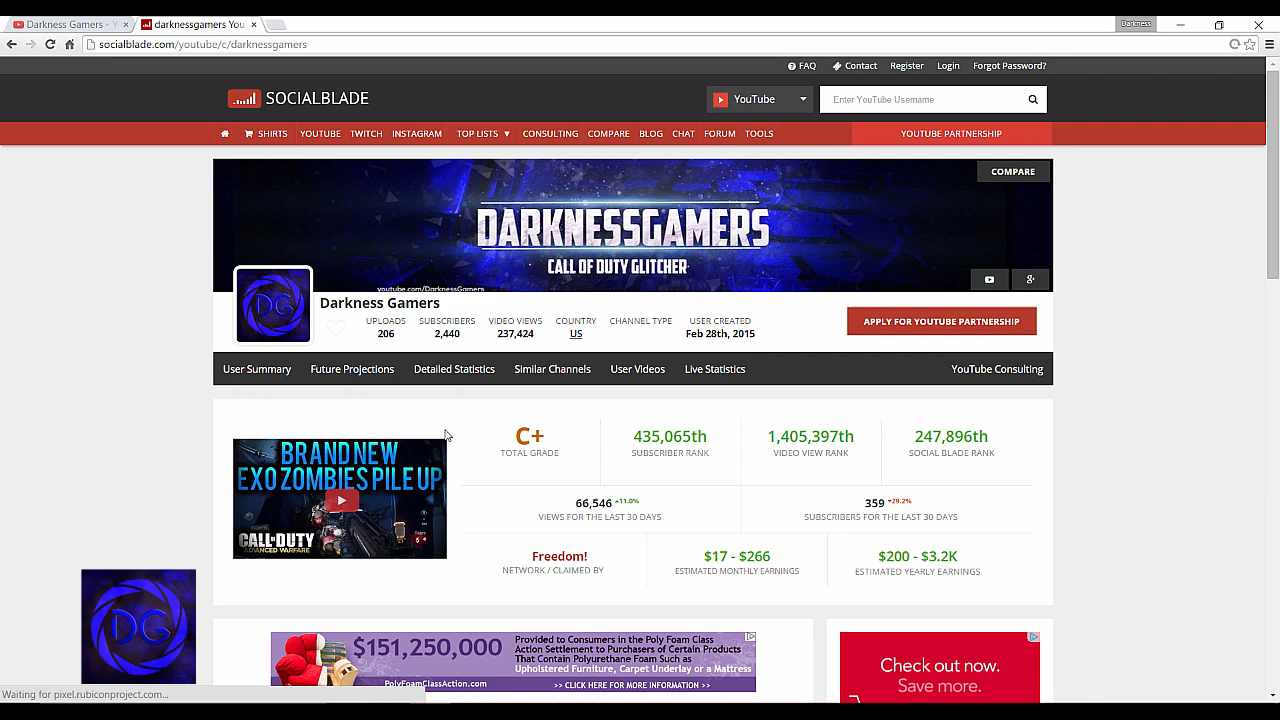 Darkness Gamers - Y
darknessgamers You
Darkness
socialblade.com/youtube/c/darknessgamers
FAQ Contact Register Login Forgot Password?
SOCIALBLADE
YouTube
Enter YouTube Username
SHIRTS YOUTUBE TWITCH INSTAGRAM TOP LISTS CONSULTING COMPARE BLOG CHAT FORUM TOOLS YOUTUBE PARTNERSHIP
COMPARE
DARKNESSGAMERS
CALL OF DUTY GLITCHER
youtube.com/DarknessGamers
g+
DG
Darkness Gamers
UPLOADS SUBSCRIBERS VIDEO VIEWS COUNTRY CHANNEL TYPE USER CREATED
206 2,440 237,424 US Feb 28th, 2015
APPLY FOR YOUTUBE PARTNERSHIP
User Summary Future Projections Detailed Statistics Similar Channels User Videos Live Statistics YouTube Consulting
BRAND NEW
EXO ZOMBIES PILE UP
CALL OF DUTY
ADVANCED WARFARE
C+ 435,065th 1,405,397th 247,896th
TOTAL GRADE SUBSCRIBER RANK VIDEO VIEW RANK SOCIAL BLADE RANK
66,546 +11.0% 359 +29.2%
VIEWS FOR THE LAST 30 DAYS SUBSCRIBERS FOR THE LAST 30 DAYS
Freedom! $17 - $266 $200 - $3.2K
NETWORK / CLAIMED BY ESTIMATED MONTHLY EARNINGS ESTIMATED YEARLY EARNINGS
DG
$151,250,000
Provided to Consumers in the Poly Foam Class
Action Settlement to Purchasers of Certain Products
That Contain Polyurethane Foam Such as
Upholstered Furniture, Carpet Underlay or a Mattress
PolyFoamClassAction.com
>> CLICK HERE FOR MORE INFORMATION >>
Check out now.
Save more.
Waiting for pixel.rubiconproject.com...